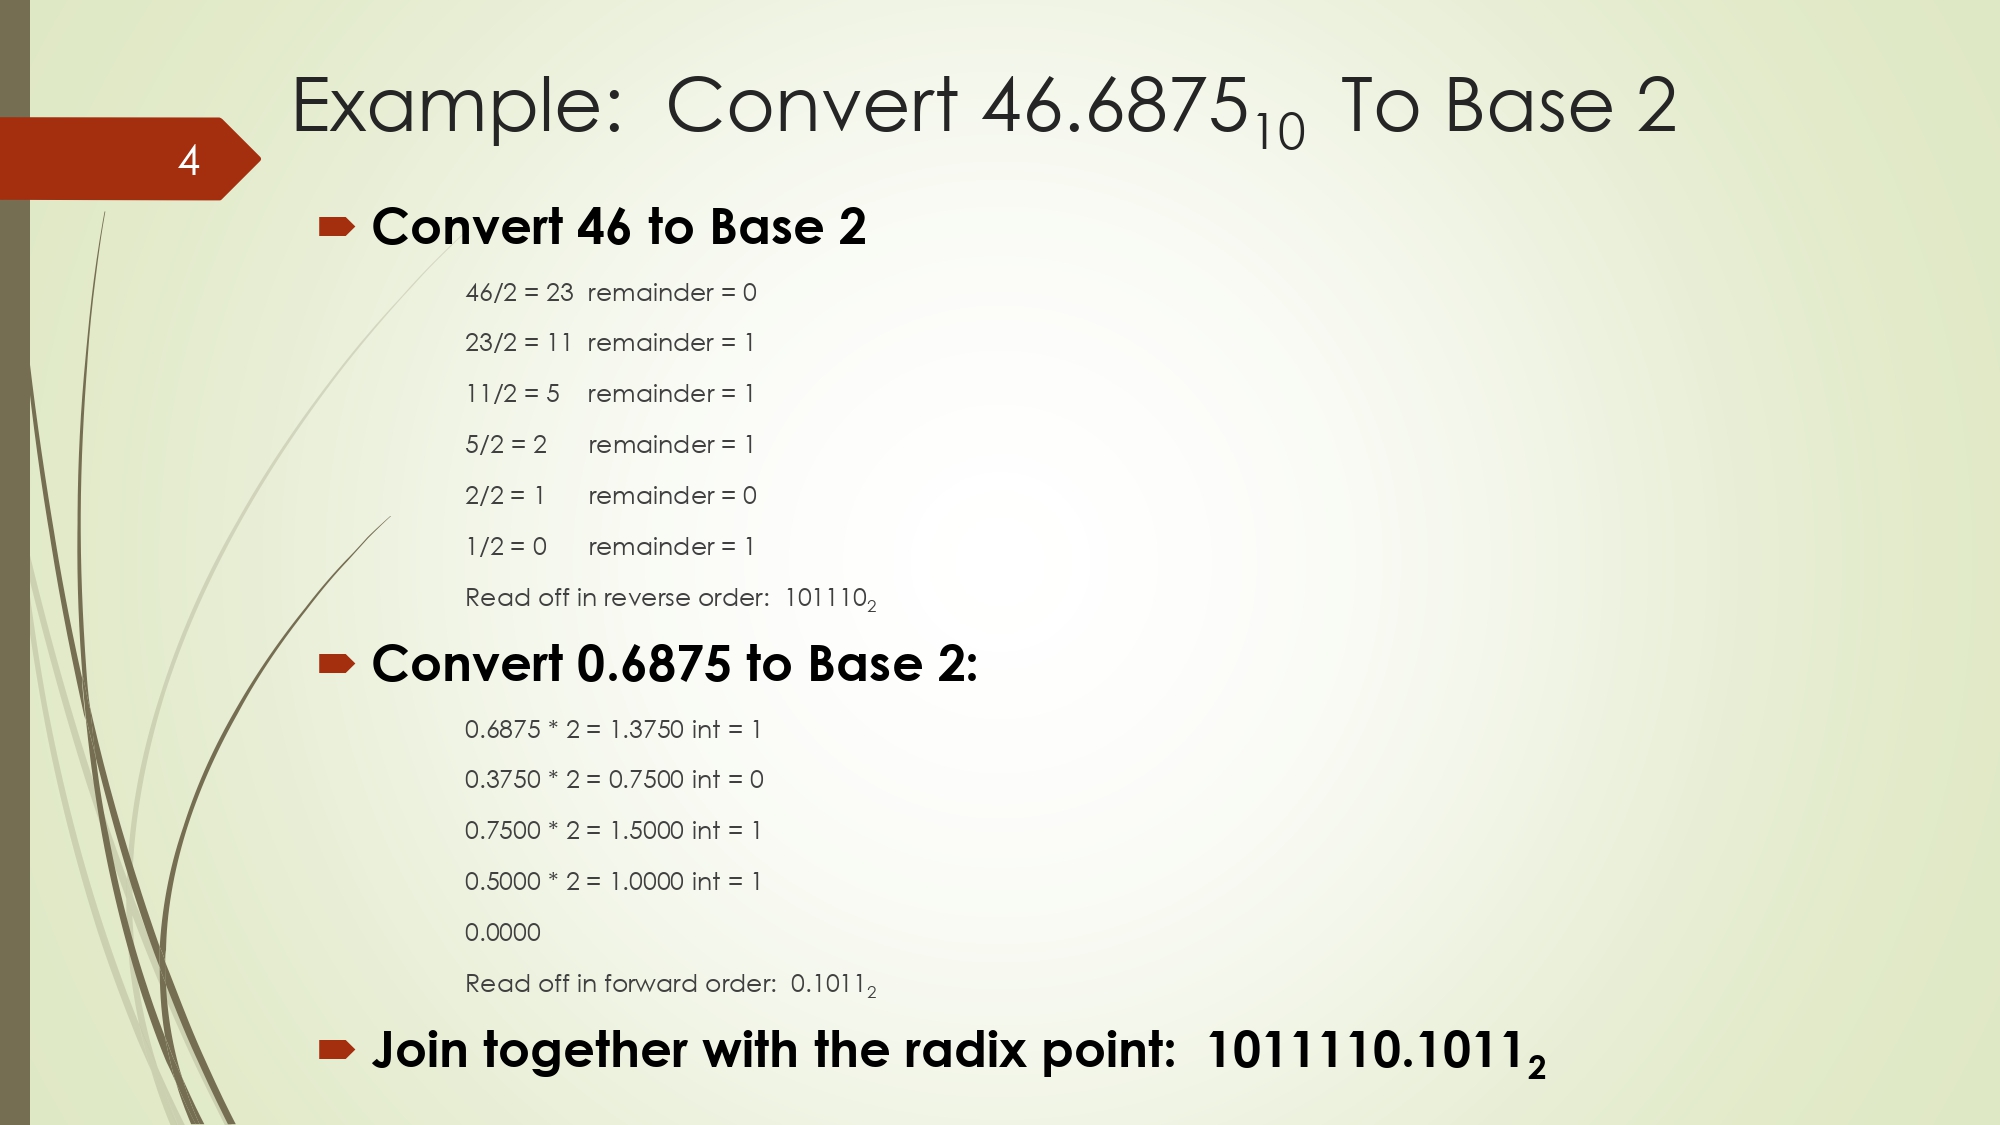 Example:  Convert 46.6875₁₀  To Base 2
4
Convert 46 to Base 2
46/2 = 23  remainder = 0
23/2 = 11  remainder = 1
11/2 = 5    remainder = 1
5/2 = 2      remainder = 1
2/2 = 1      remainder = 0
1/2 = 0      remainder = 1
Read off in reverse order:  101110₂
Convert 0.6875 to Base 2:
0.6875 * 2 = 1.3750 int = 1
0.3750 * 2 = 0.7500 int = 0
0.7500 * 2 = 1.5000 int = 1
0.5000 * 2 = 1.0000 int = 1
0.0000
Read off in forward order:  0.1011₂
Join together with the radix point:  1011110.1011₂